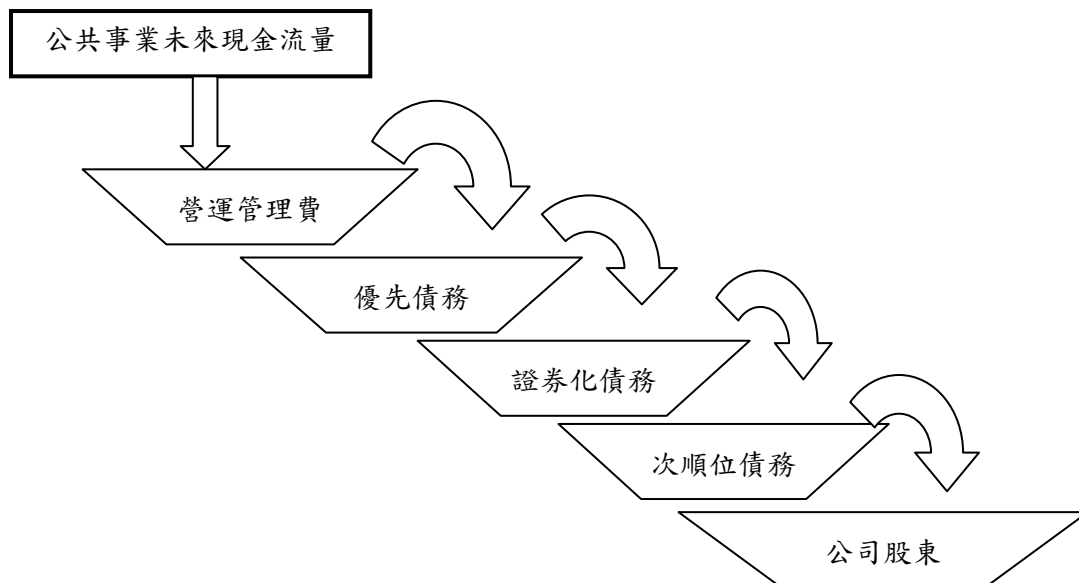 公共事業未來現金流量
營運管理費
優先債務
證券化債務
次順位債務
公司股東